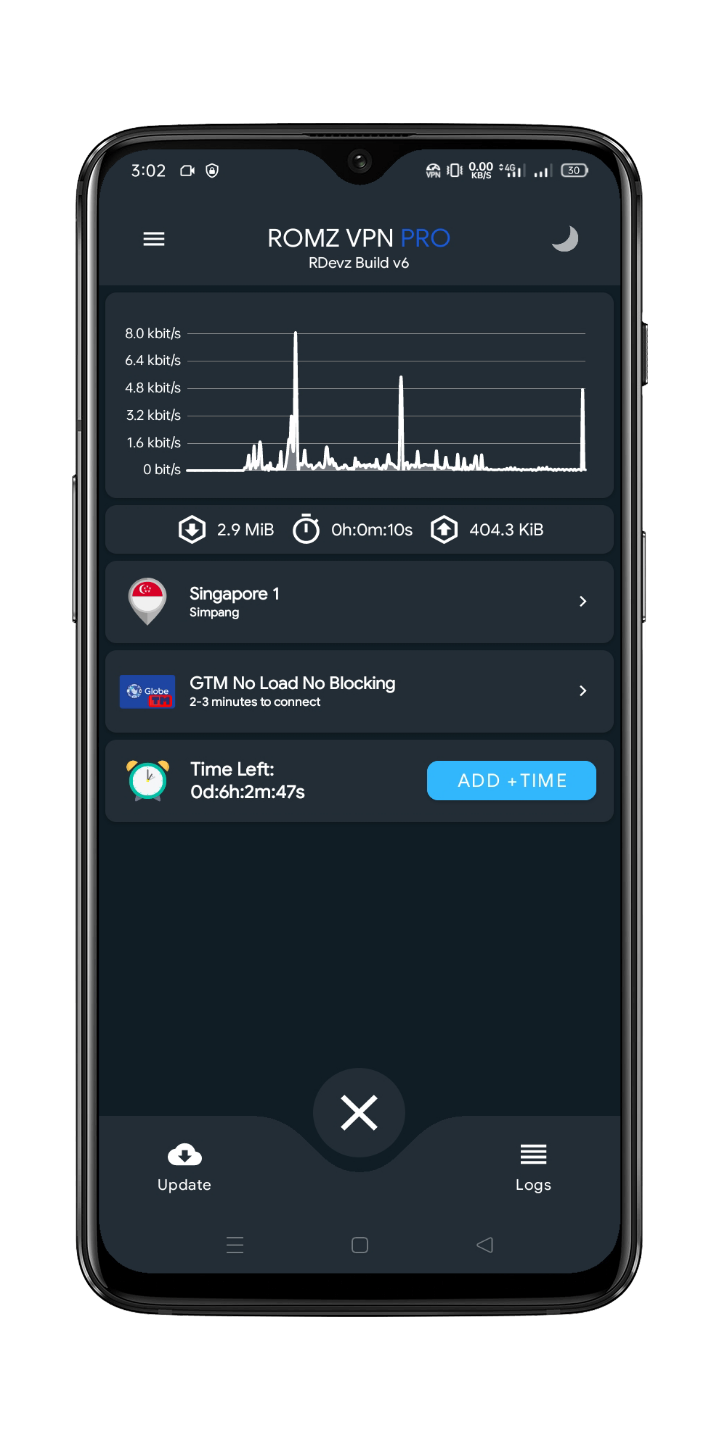 3:02
VPN
0.00
KB/S
4G
30
ROMZ VPN PRO
RDevz Build v6
8.0 kbit/s
6.4 kbit/s
4.8 kbit/s
3.2 kbit/s
1.6 kbit/s
0 bit/s
2.9 MiB 0h:0m:10s 404.3 KiB
Singapore 1
Simpang
Globe
TM
GTM No Load No Blocking
2-3 minutes to connect
Time Left:
0d:6h:2m:47s
ADD +TIME
Update
Logs